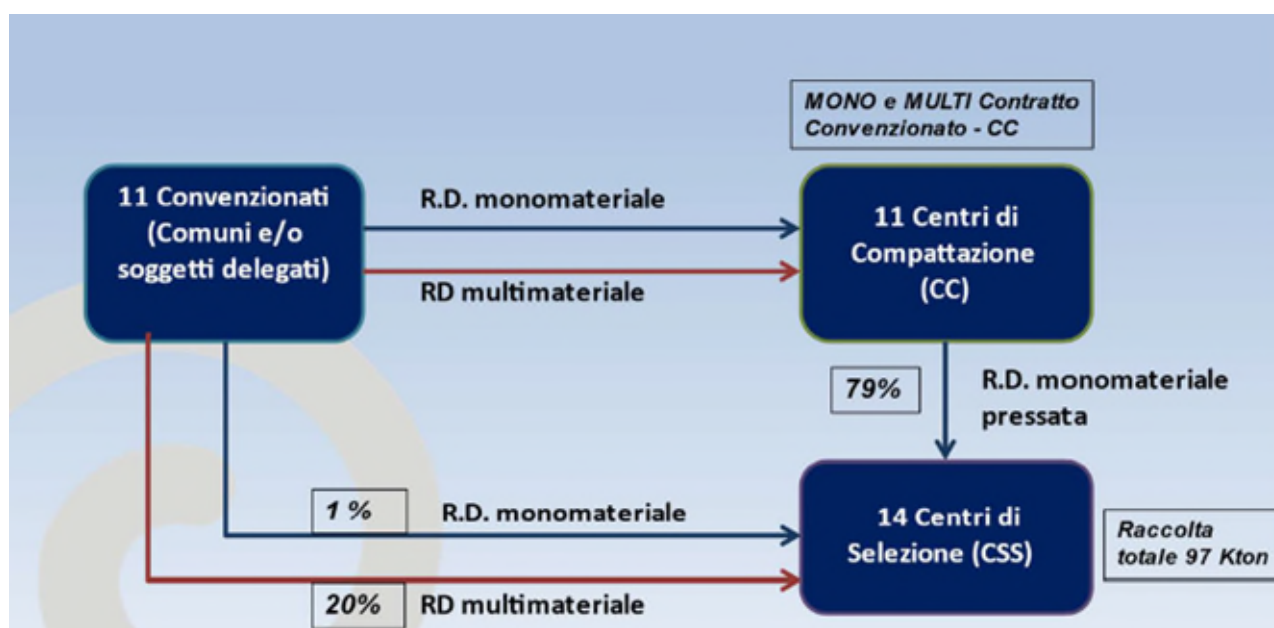 MONO e MULTI Contratto
Convenzionato - CC
11 Convenzionati
(Comuni e/o
soggetti delegati)
R.D. monomateriale
RD multimateriale
11 Centri di
Compattazione
(CC)
79%
R.D. monomateriale
pressata
1 %
R.D. monomateriale
20%
RD multimateriale
14 Centri di
Selezione (CSS)
Raccolta
totale 97 Kton